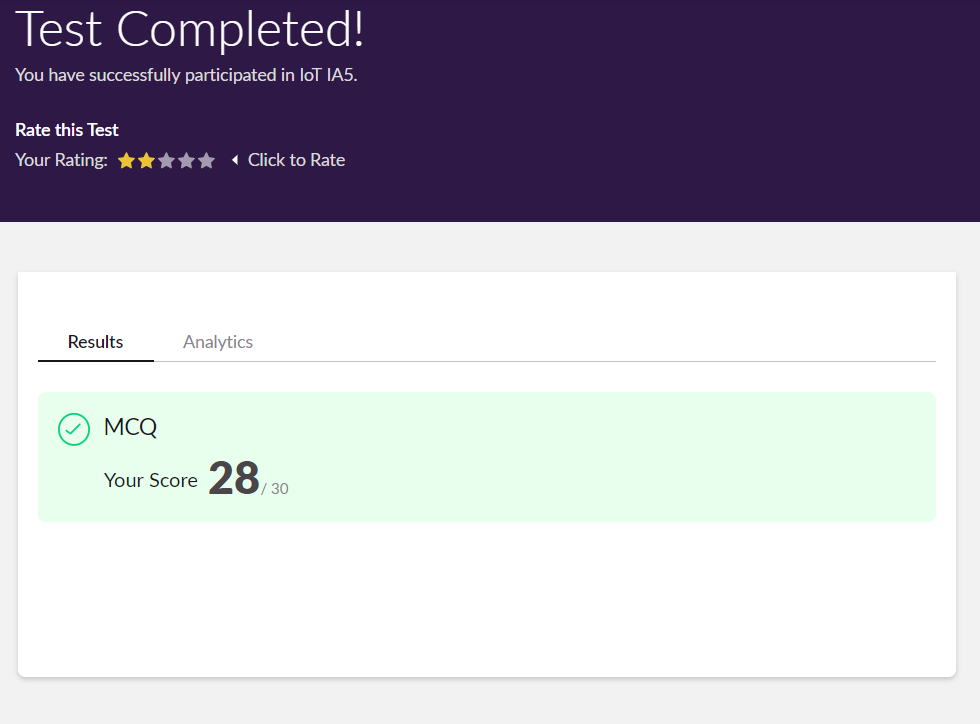 Test Completed!
You have successfully participated in IoT IA5.
Rate this Test
Your Rating: Click to Rate
Results Analytics
MCQ
Your Score 28 / 30